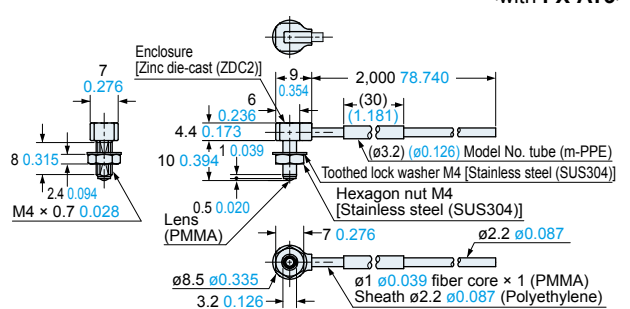 with FX-A10
Enclosure
[Zinc die-cast (ZDC2)]
7
0.276
9
0.354
2,000 78.740
6
0.236
(30)
(1.181)
4.4 0.173
1 0.039
8 0.315
10 0.394
(ø3.2) (ø0.126) Model No. tube (m-PPE)
Toothed lock washer M4 [Stainless steel (SUS304)]
2.4 0.094
M4 × 0.7 0.028
0.5 0.020
Hexagon nut M4
[Stainless steel (SUS304)]
Lens
(PMMA)
7 0.276
ø2.2 ø0.087
ø8.5 ø0.335
ø1 ø0.039 fiber core × 1 (PMMA)
3.2 0.126
Sheath ø2.2 ø0.087 (Polyethylene)